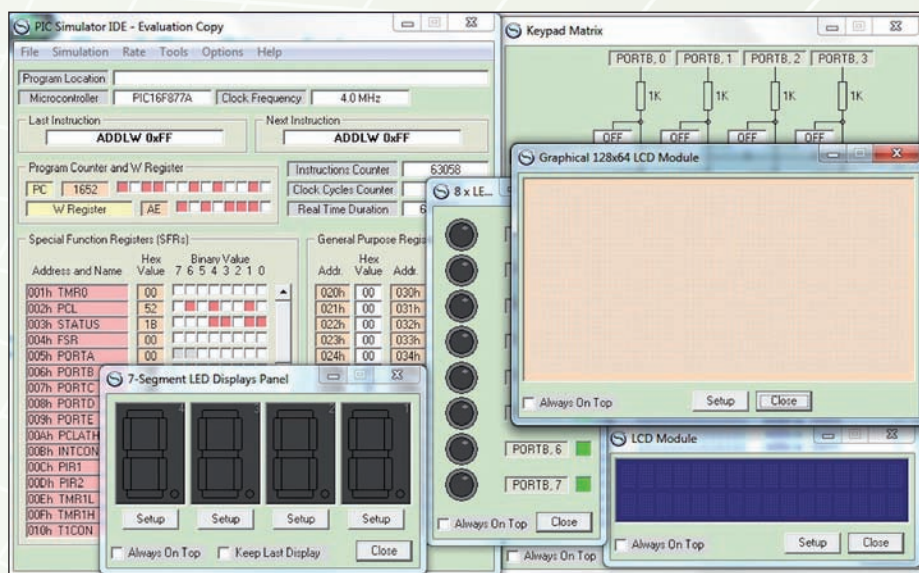 PIC Simulator IDE - Evaluation Copy
File Simulation Rate Tools Options Help
Program Location
Microcontroller PIC16F877A Clock Frequency 4.0 MHz
Last Instruction
ADDLW 0xFF
Next Instruction
ADDLW 0xFF
Program Counter and W Register
PC 1652
W Register AE
Instructions Counter 63058
Clock Cycles Counter
Real Time Duration
Special Function Registers (SFRs)
Address and Name Hex Value Binary Value 7 6 5 4 3 2 1 0
001h TMR0 00
002h PCL 52
003h STATUS 1B
004h FSR 00
005h PORTA 00
006h PORTB
007h PORTC
008h PORTD
009h PORTE
00Ah PCLATH
00Bh INTCON
00Ch PIR1
00Dh PIR2
00Eh TMR1L
00Fh TMR1H
010h T1CON
General Purpose
Addr. Hex Value Addr.
020h 00 030h
021h 00 031h
022h 00 032h
023h 00 033h
024h 00 034h
Keypad Matrix
PORTB, 0 PORTB, 1 PORTB, 2 PORTB, 3
1K 1K 1K 1K
OFF OFF OFF OFF
Always On Top
8 x LE...
PORTB, 6
PORTB, 7
Always On Top Close
Graphical 128x64 LCD Module
Always On Top Setup Close
7-Segment LED Displays Panel
4 3 2 1
Setup Setup Setup Setup
Always On Top Keep Last Display Close
LCD Module
Always On Top Setup Close